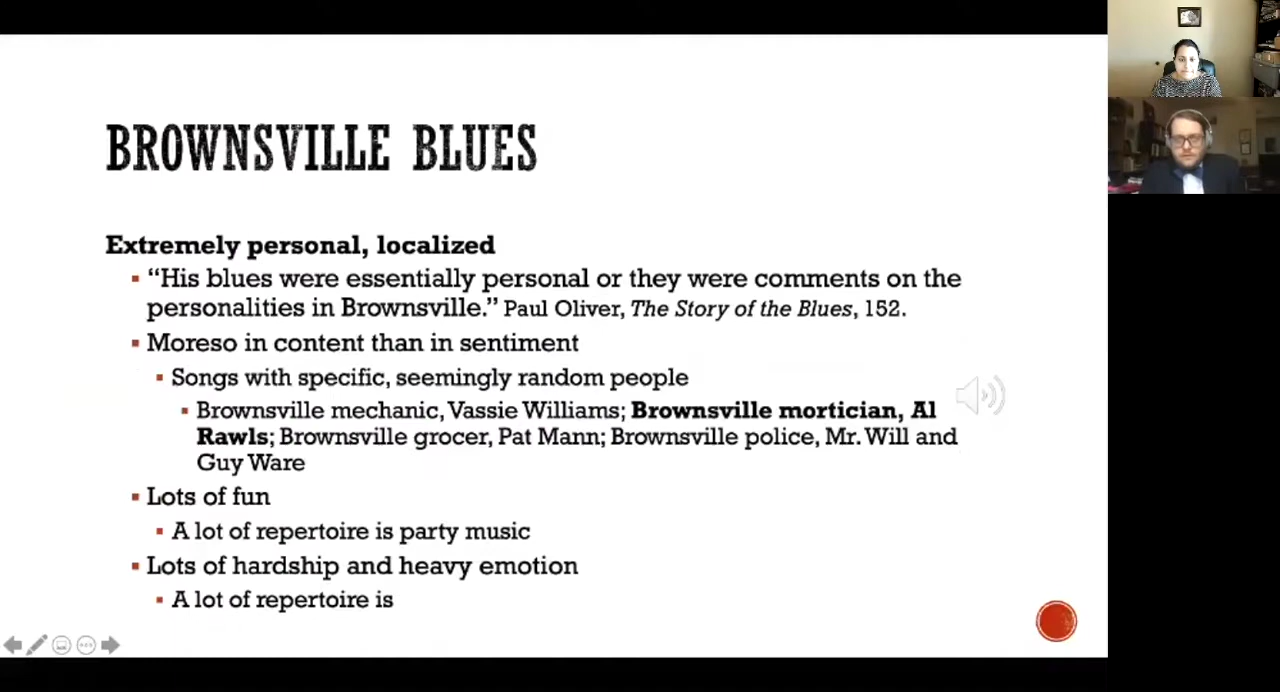 BROWNSVILLE BLUES
Extremely personal, localized
▪ “His blues were essentially personal or they were comments on the
personalities in Brownsville.” Paul Oliver, The Story of the Blues, 152.
▪ Moreso in content than in sentiment
▪ Songs with specific, seemingly random people
▪ Brownsville mechanic, Vassie Williams; Brownsville mortician, Al
Rawls; Brownsville grocer, Pat Mann; Brownsville police, Mr. Will and
Guy Ware
▪ Lots of fun
▪ A lot of repertoire is party music
▪ Lots of hardship and heavy emotion
▪ A lot of repertoire is